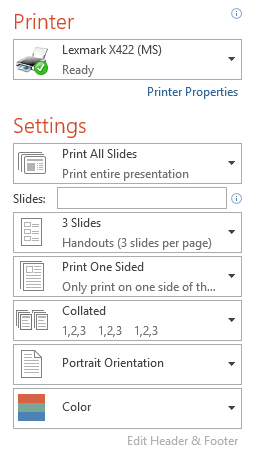 Printer
Lexmark X422 (MS)
Ready
Printer Properties
Settings
Print All Slides
Print entire presentation
Slides:
3 Slides
Handouts (3 slides per page)
Print One Sided
Only print on one side of th...
Collated
1,2,3 1,2,3 1,2,3
Portrait Orientation
Color
Edit Header & Footer